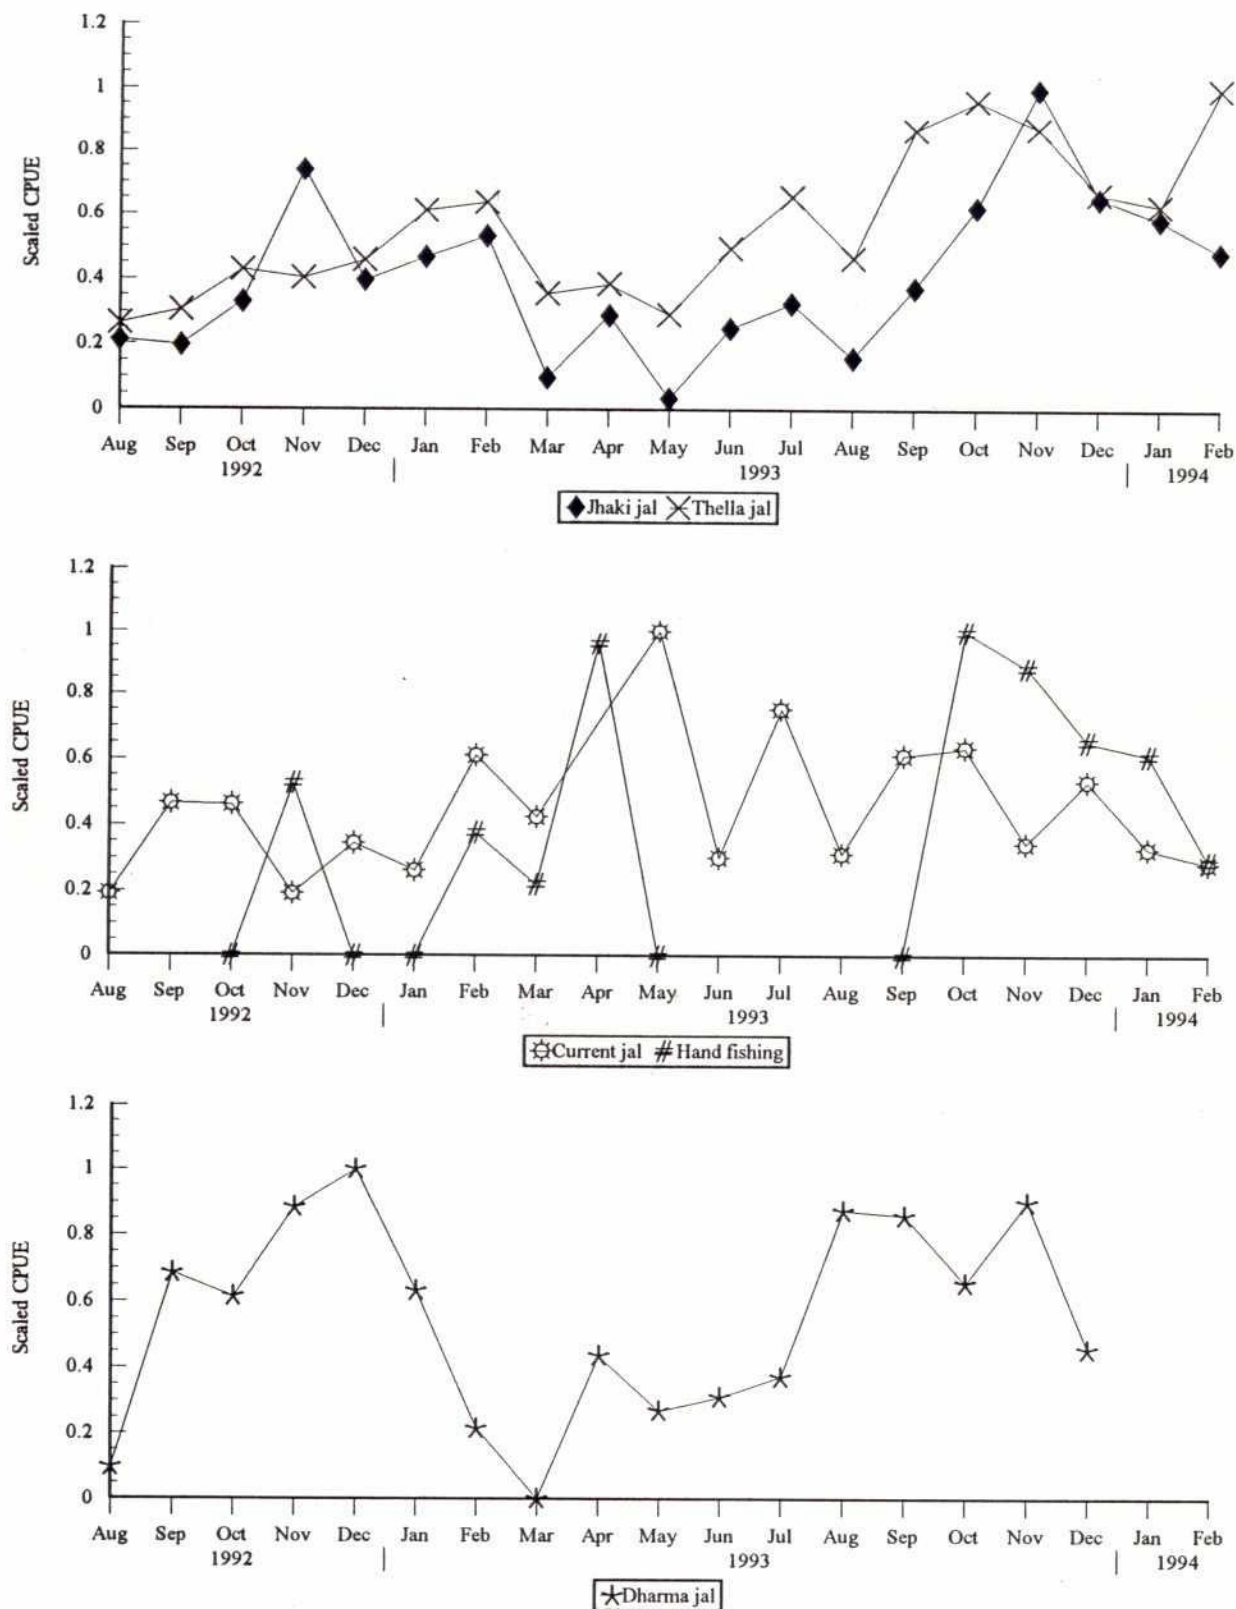 1.2
1
0.8
0.6
0.4
0.2
0
Scaled CPUE
Aug Sep Oct Nov Dec Jan Feb Mar Apr May Jun Jul Aug Sep Oct Nov Dec Jan Feb
1992 | 1993 | 1994
Jhaki jal Thella jal
1.2
1
0.8
0.6
0.4
0.2
0
Scaled CPUE
Aug Sep Oct Nov Dec Jan Feb Mar Apr May Jun Jul Aug Sep Oct Nov Dec Jan Feb
1992 | 1993 | 1994
Current jal Hand fishing
1.2
1
0.8
0.6
0.4
0.2
0
Scaled CPUE
Aug Sep Oct Nov Dec Jan Feb Mar Apr May Jun Jul Aug Sep Oct Nov Dec Jan Feb
1992 | 1993 | 1994
Dharma jal